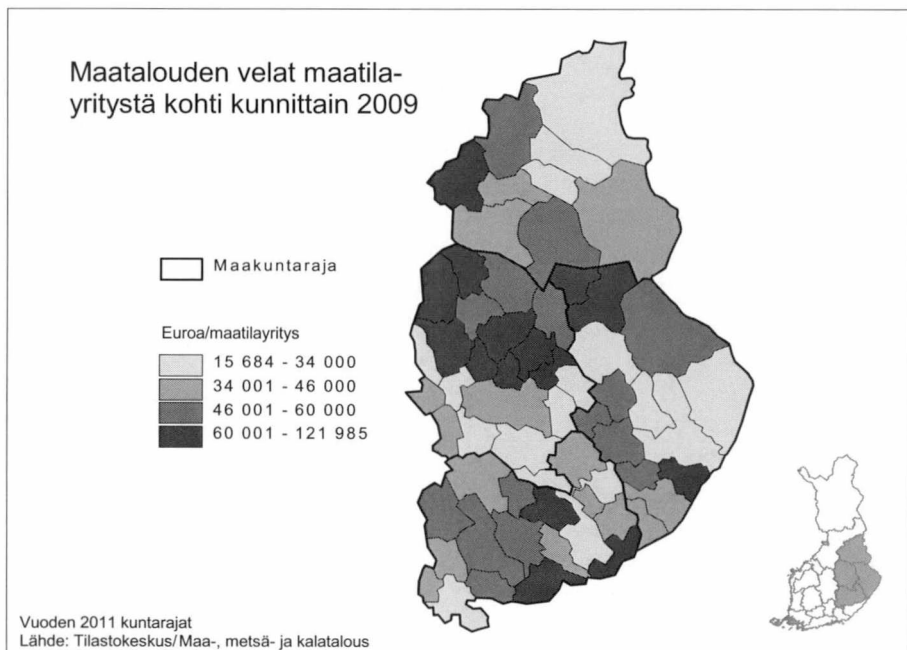 Maatalouden velat maatila-
yritystä kohti kunnittain 2009
Maakuntaraja
Euroa/maatilayritys
15 684 - 34 000
34 001 - 46 000
46 001 - 60 000
60 001 - 121 985
Vuoden 2011 kuntarajat
Lähde: Tilastokeskus/Maa-, metsä- ja kalatalous